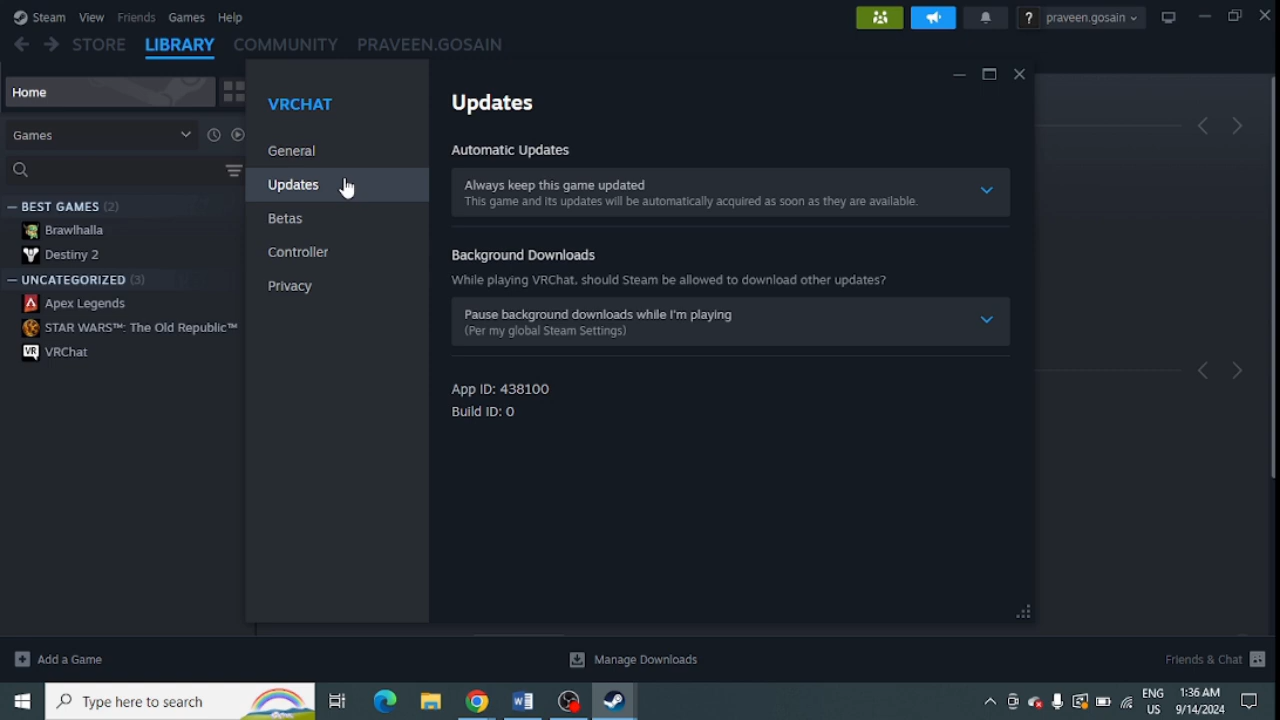 Steam View Friends Games Help
? praveen.gosain
STORE LIBRARY COMMUNITY PRAVEEN.GOSAIN
Home
Games
BEST GAMES (2)
Brawlhalla
Destiny 2
UNCATEGORIZED (3)
Apex Legends
STAR WARS™: The Old Republic™
VR VRChat
VRCHAT
General
Updates
Betas
Controller
Privacy
Updates
Automatic Updates
Always keep this game updated
This game and its updates will be automatically acquired as soon as they are available.
Background Downloads
While playing VRChat, should Steam be allowed to download other updates?
Pause background downloads while I'm playing
(Per my global Steam Settings)
App ID: 438100
Build ID: 0
Add a Game
Manage Downloads
Friends & Chat
Type here to search
ENG
US
1:36 AM
9/14/2024